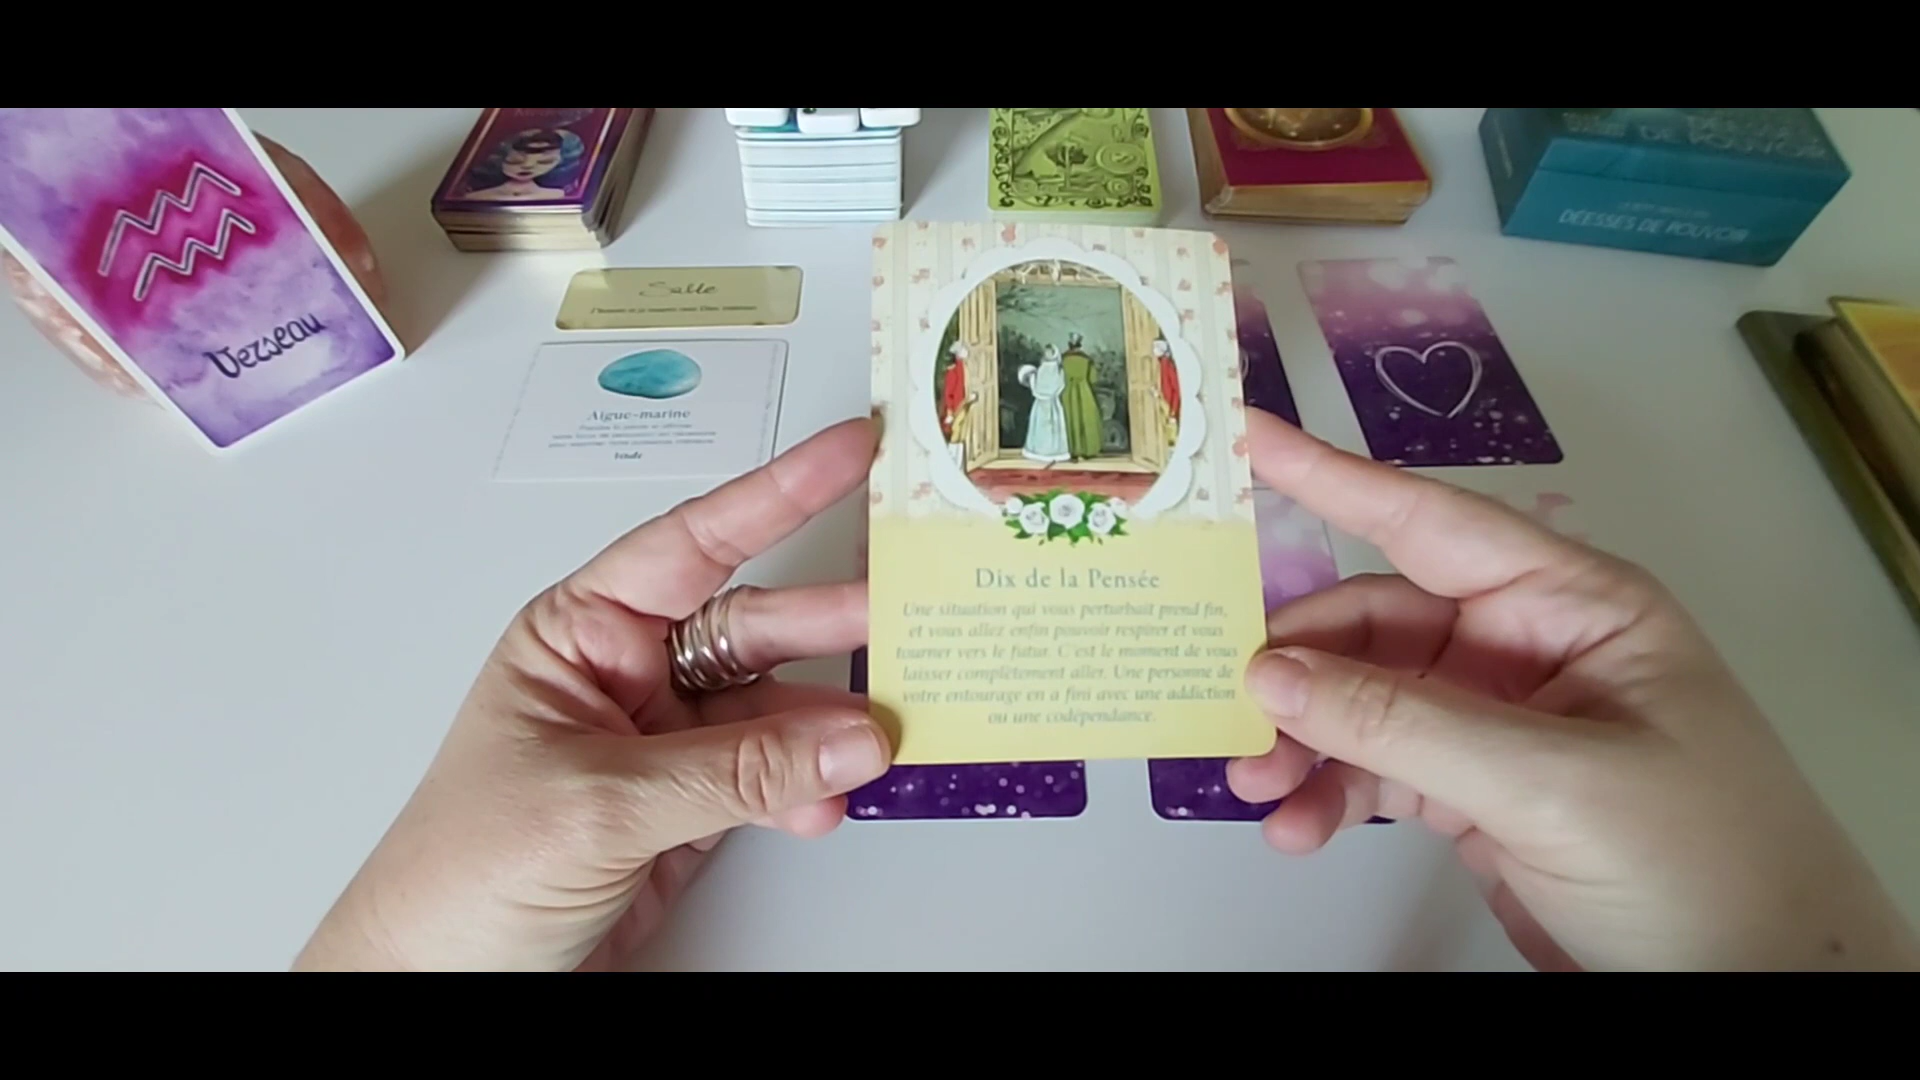 DE POUVOIR
DÉESSES DE POUVOIR
Verseau
Aigue-marine
Dix de la Pensée
Une situation qui vous perturbait prend fin,
et vous allez enfin pouvoir respirer et vous
tourner vers le futur. C'est le moment de vous
laisser complètement aller. Une personne de
votre entourage en a fini avec une addiction
ou une codépendance.